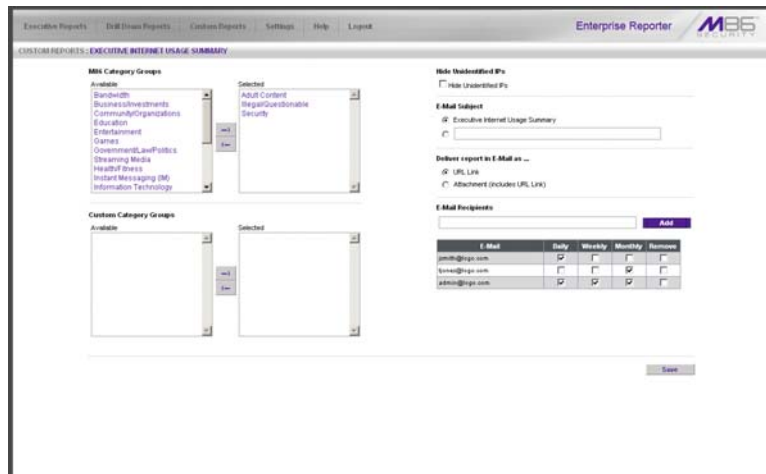 Executive Reports Drill Down Reports Custom Reports Settings Help Logout
Enterprise Reporter
M86 SECURITY
CUSTOM REPORTS : EXECUTIVE INTERNET USAGE SUMMARY
M86 Category Groups
Available Selected
Bandwidth
Business/Investments
Community/Organizations
Education
Entertainment
Games
Government/Law/Politics
Streaming Media
Health/Fitness
Instant Messaging (IM)
Information Technology
Adult Content
Illegal/Questionable
Security
Custom Category Groups
Available Selected
Hide Unidentified IPs
Hide Unidentified IPs
E-Mail Subject
Executive Internet Usage Summary
Deliver report in E-Mail as ...
URL Link
Attachment (includes URL Link)
E-Mail Recipients
Add
E-Mail Daily Weekly Monthly Remove
admin@logo.com
Save